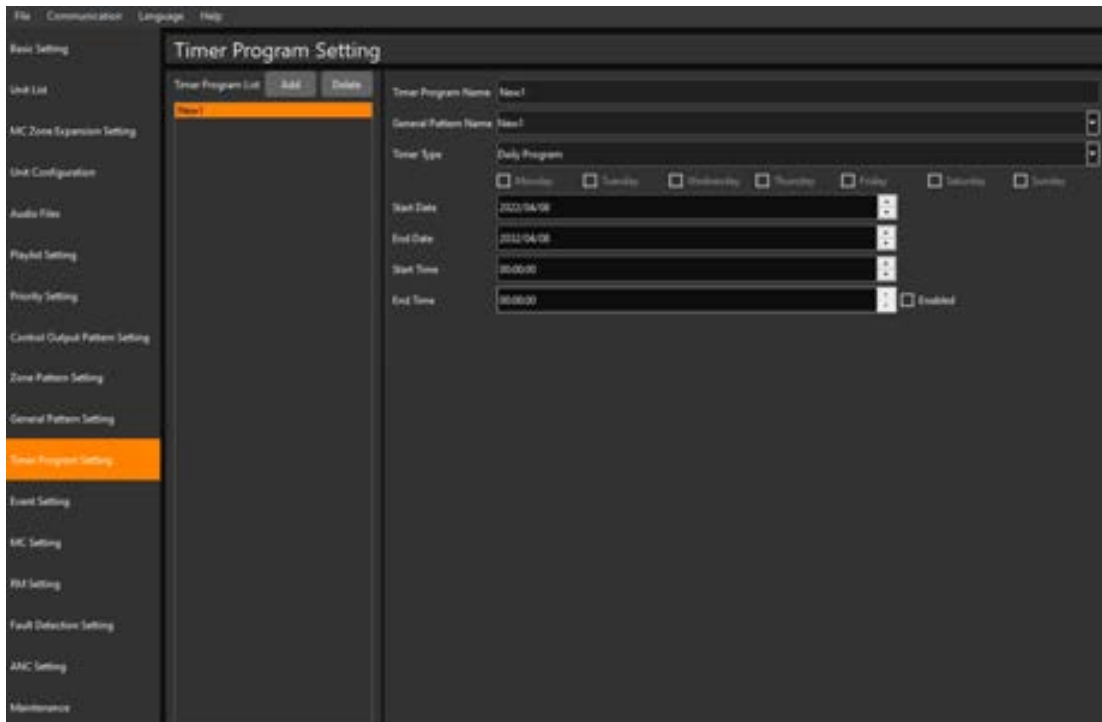 File Communication Language Help
Basic Setting
Unit List
MC Zone Expansion Setting
Unit Configuration
Audio Files
Playlist Setting
Priority Setting
Control Output Pattern Setting
Zone Pattern Setting
General Pattern Setting
Timer Program Setting
Event Setting
MC Setting
RM Setting
Fault Detection Setting
ANC Setting
Maintenance
Timer Program Setting
Timer Program List Add Delete
New1
Timer Program Name New1
General Pattern Name New1
Timer Type Daily Program
Monday Tuesday Wednesday Thursday Friday Saturday Sunday
Start Date 2022/04/08
End Date 2032/04/08
Start Time 00:00:00
End Time 00:00:00 Enabled